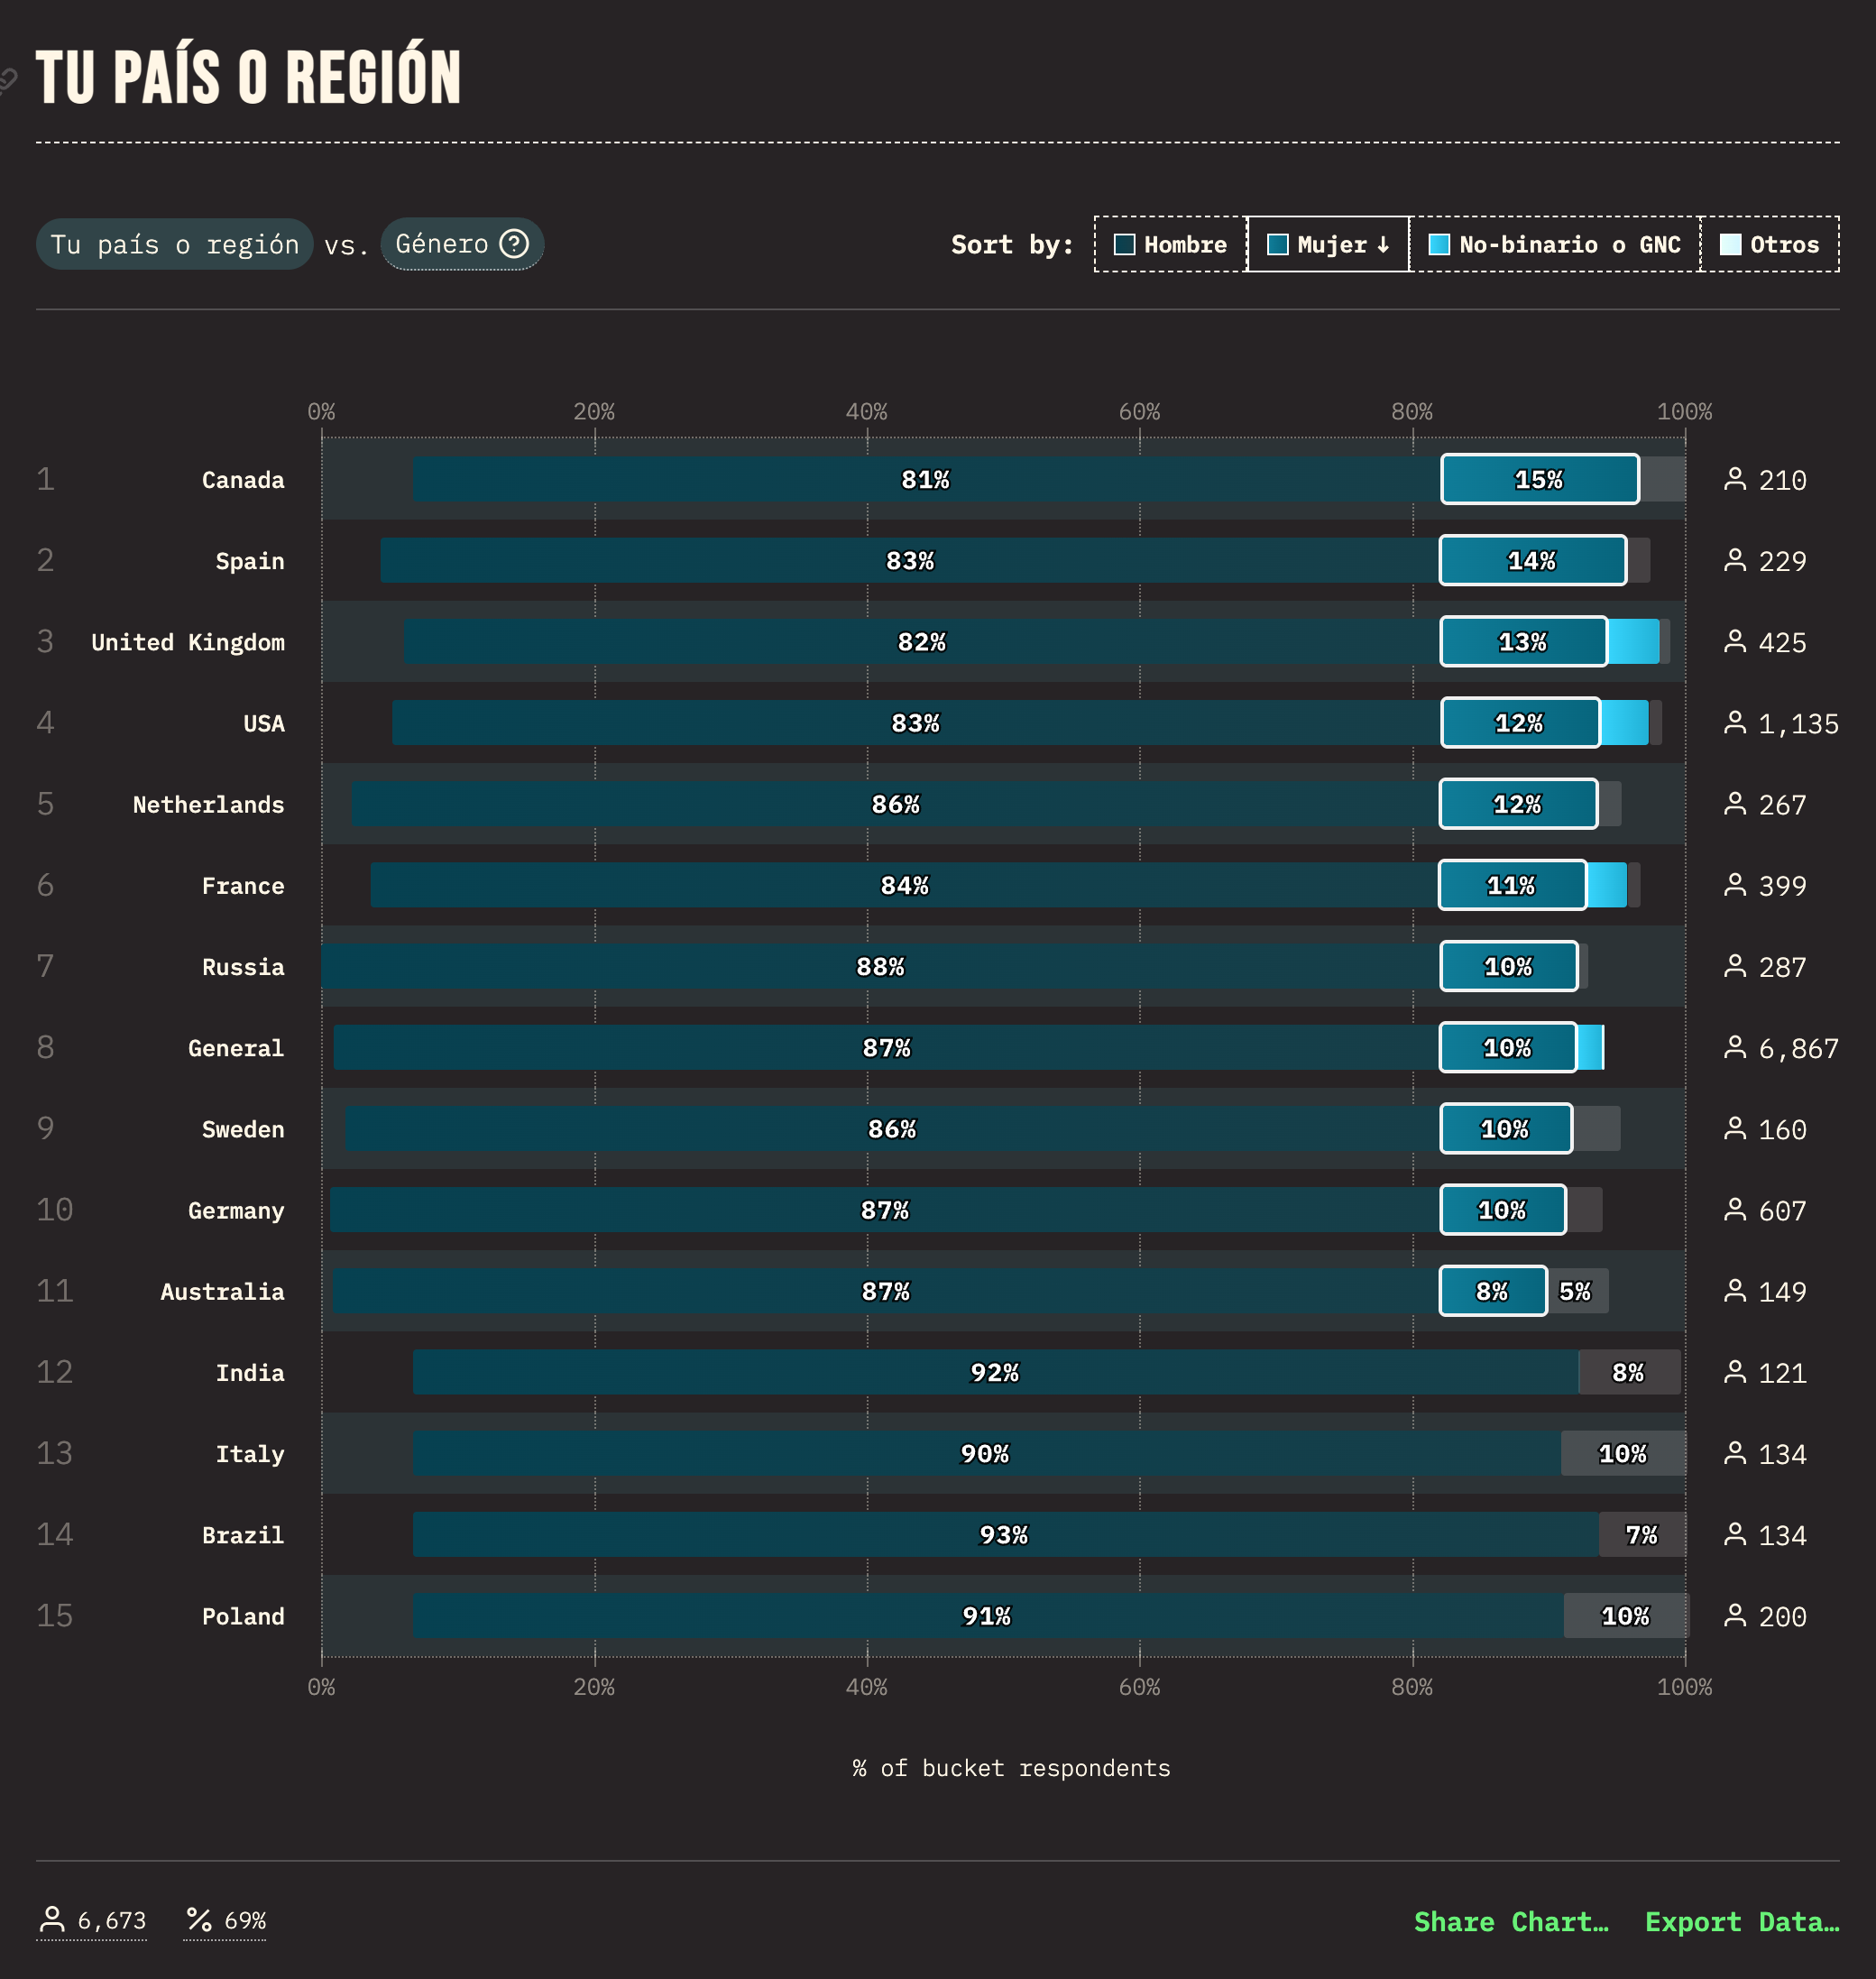 TU PAÍS O REGIÓN
Tu país o región vs. Género ?
Sort by: Hombre Mujer ↓ No-binario o GNC Otros
0% 20% 40% 60% 80% 100%
1 Canada 81% 15% 210
2 Spain 83% 14% 229
3 United Kingdom 82% 13% 425
4 USA 83% 12% 1,135
5 Netherlands 86% 12% 267
6 France 84% 11% 399
7 Russia 88% 10% 287
8 General 87% 10% 6,867
9 Sweden 86% 10% 160
10 Germany 87% 10% 607
11 Australia 87% 8% 5% 149
12 India 92% 8% 121
13 Italy 90% 10% 134
14 Brazil 93% 7% 134
15 Poland 91% 10% 200
0% 20% 40% 60% 80% 100%
% of bucket respondents
6,673 % 69% Share Chart… Export Data…